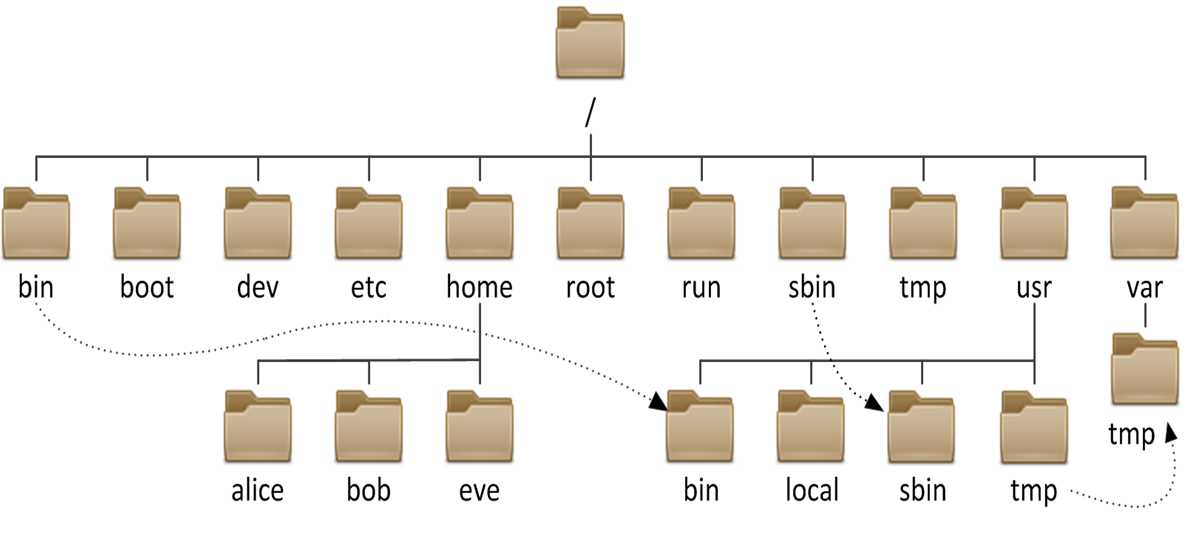 /
bin boot dev etc home root run sbin tmp usr var
tmp
alice bob eve bin local sbin tmp